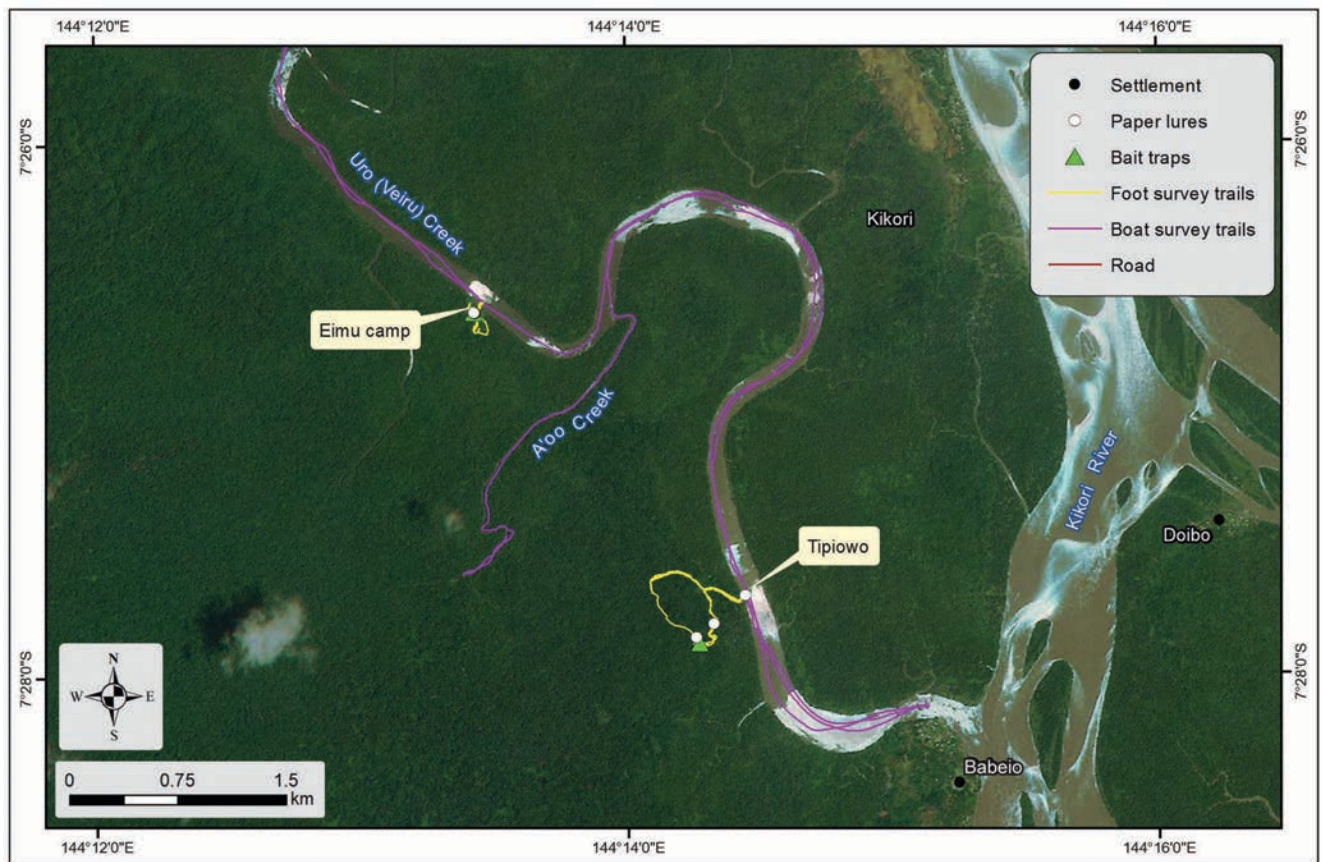 144°12'0"E
144°14'0"E
144°16'0"E
7°26'0"S
7°26'0"S
Settlement
Paper lures
Bait traps
Foot survey trails
Boat survey trails
Road
Uro (Veiru) Creek
Kikori
Eimu camp
A'oo Creek
Kikori River
Doibo
Tipiowo
7°28'0"S
7°28'0"S
N
W
E
S
Babeio
0
0.75
1.5
km
144°12'0"E
144°14'0"E
144°16'0"E